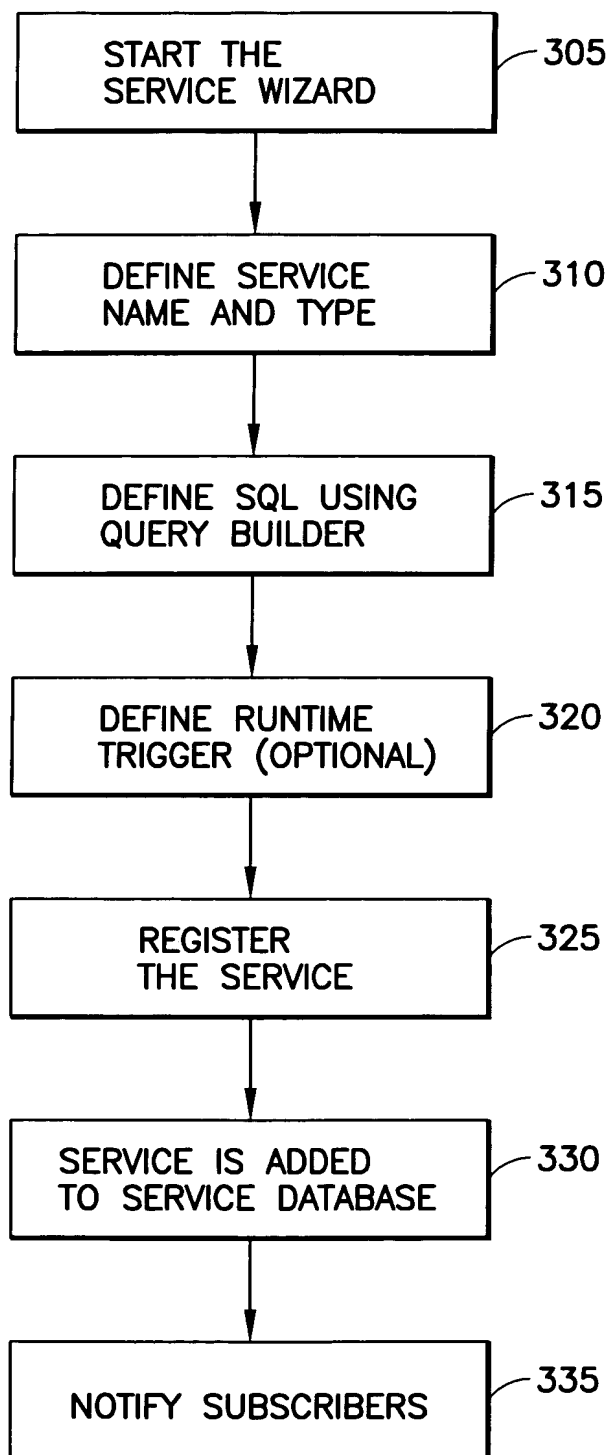 START THE
SERVICE WIZARD
305
DEFINE SERVICE
NAME AND TYPE
310
DEFINE SQL USING
QUERY BUILDER
315
DEFINE RUNTIME
TRIGGER (OPTIONAL)
320
REGISTER
THE SERVICE
325
SERVICE IS ADDED
TO SERVICE DATABASE
330
NOTIFY SUBSCRIBERS
335